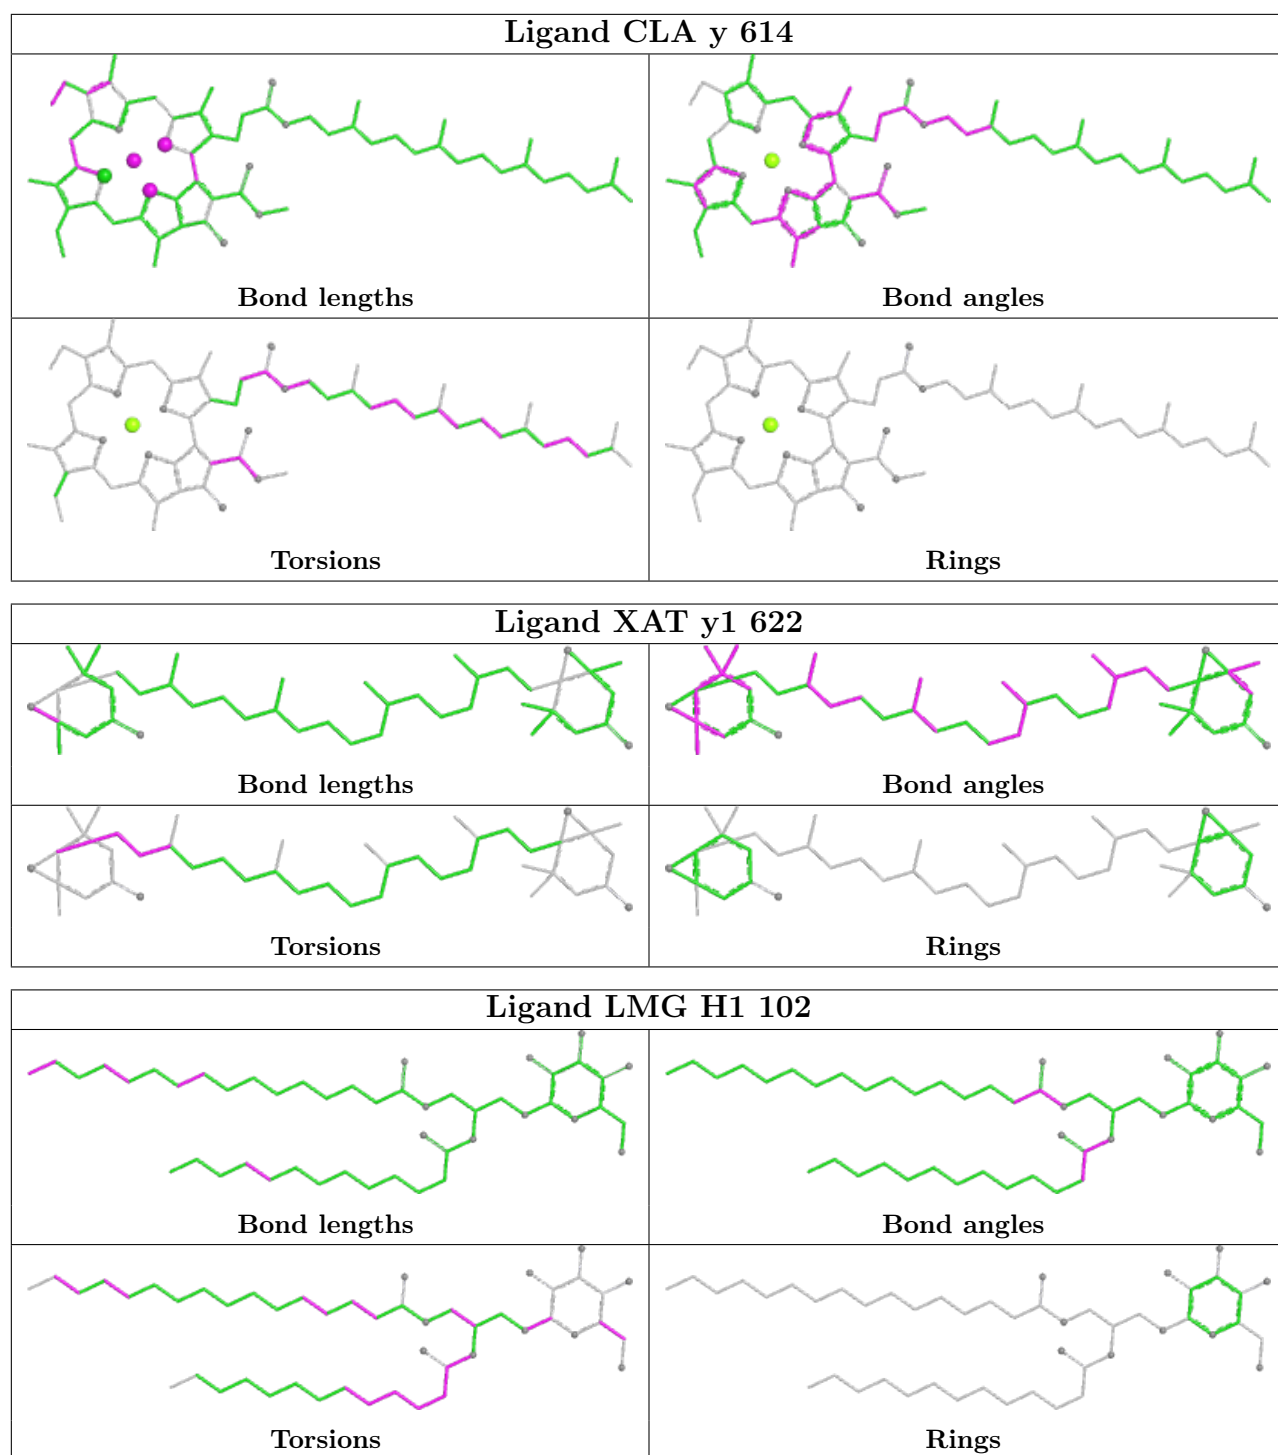 Ligand CLA y 614
Bond lengths
Bond angles
Torsions
Rings
Ligand XAT y1 622
Bond lengths
Bond angles
Torsions
Rings
Ligand LMG H1 102
Bond lengths
Bond angles
Torsions
Rings